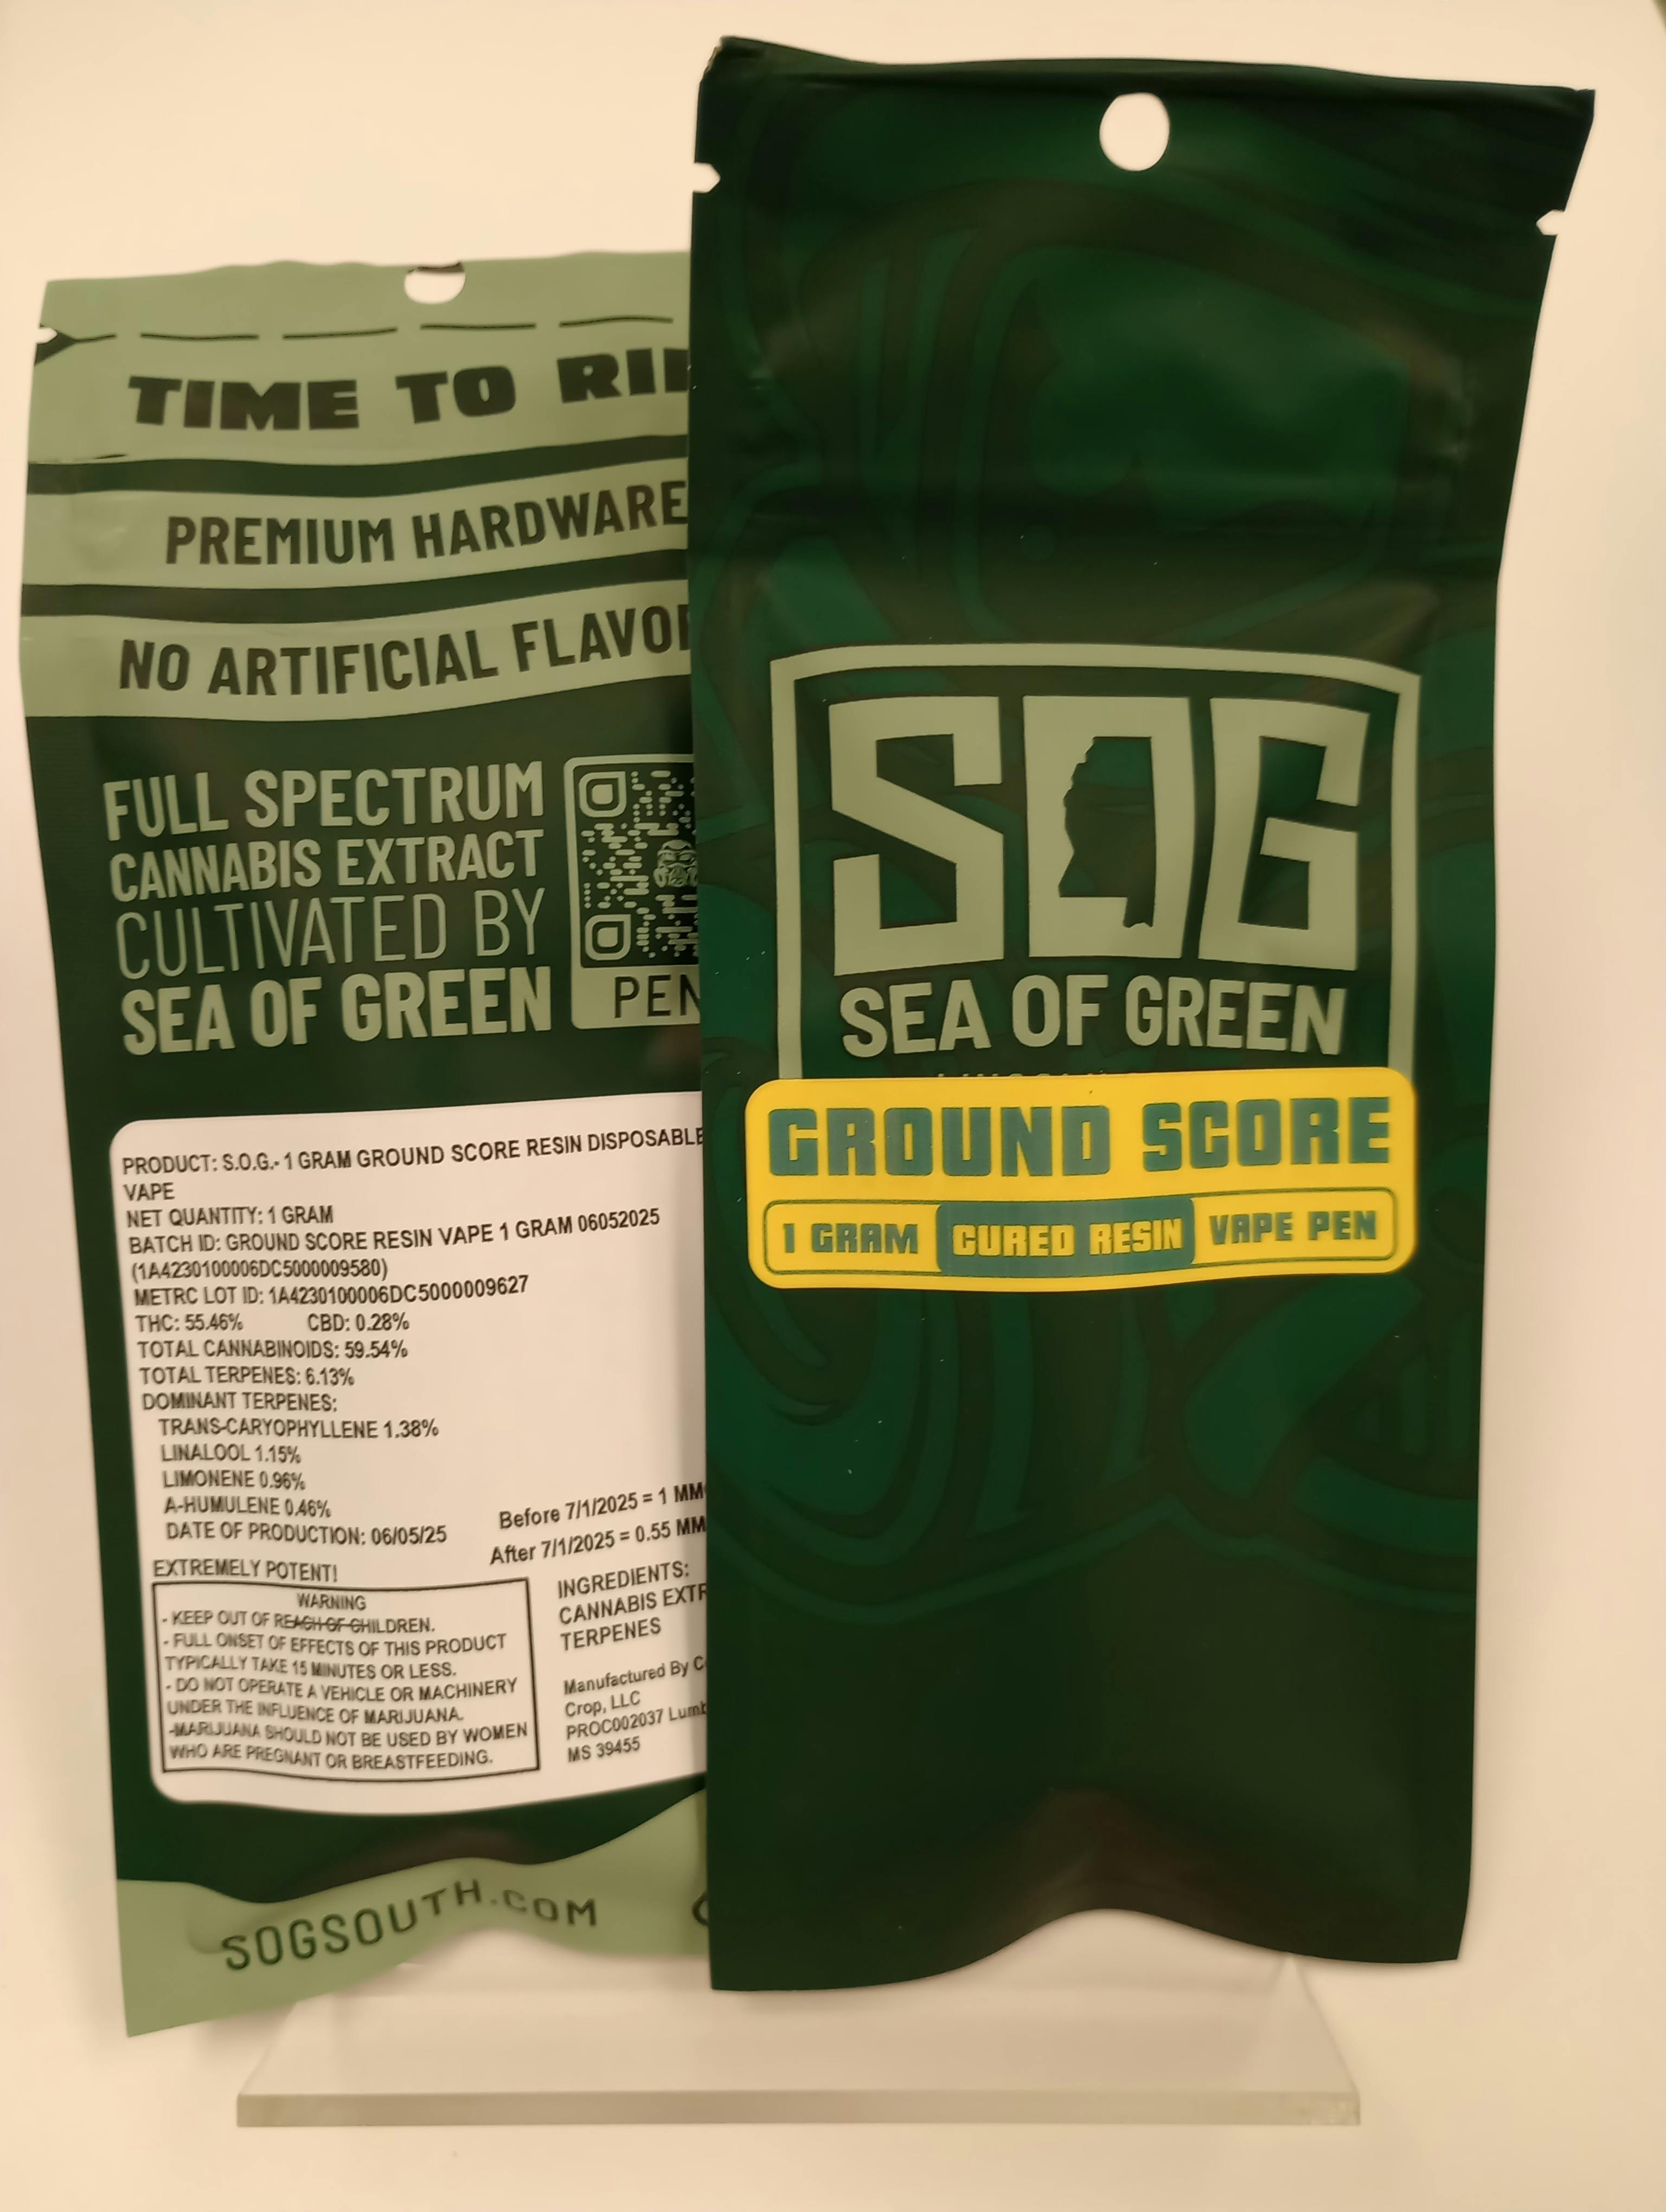 TIME TO
PREMIUM HARDWARE
NO ARTIFICIAL
FULL SPECTRUM
CANNABIS EXTRACT
CULTIVATED BY
SEA OF GREEN
PEN
PRODUCT: S.O.G.- 1 GRAM GROUND SCORE RESIN DISPOSABLE
VAPE
NET QUANTITY: 1 GRAM
BATCH ID: GROUND SCORE RESIN VAPE 1 GRAM 06052025
(1A4230100006DC5000009580)
METRC LOT ID: 1A4230100006DC5000009627
THC: 55.46% CBD: 0.28%
TOTAL CANNABINOIDS: 59.54%
TOTAL TERPENES: 6.13%
DOMINANT TERPENES:
TRANS-CARYOPHYLLENE 1.38%
LINALOOL 1.15%
LIMONENE 0.96%
A-HUMULENE 0.46%
DATE OF PRODUCTION: 06/05/25
Before 7/1/2025 = 1
After 7/1/2025 = 0.55
EXTREMELY POTENT!
WARNING
- KEEP OUT OF REACH OF CHILDREN.
- FULL ONSET OF EFFECTS OF THIS PRODUCT
TYPICALLY TAKE 15 MINUTES OR LESS.
- DO NOT OPERATE A VEHICLE OR MACHINERY
UNDER THE INFLUENCE OF MARIJUANA.
-MARIJUANA SHOULD NOT BE USED BY WOMEN
WHO ARE PREGNANT OR BREASTFEEDING.
INGREDIENTS:
CANNABIS
TERPENES
Manufactured By
Crop, LLC
PROC002037
MS 39455
SOGSOUTH.COM
SOG
SEA OF GREEN
GROUND SCORE
1 GRAM CURED RESIN VAPE PEN